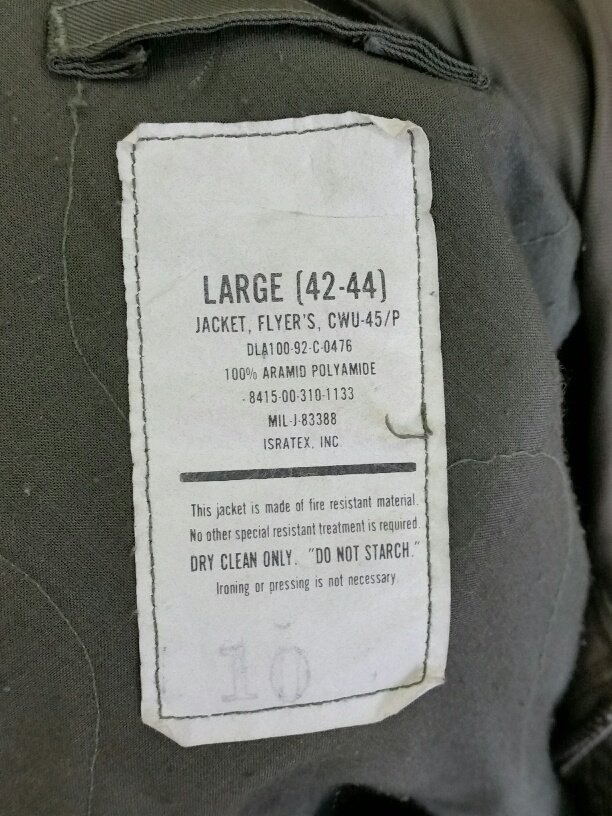 LARGE (42-44)
JACKET, FLYER'S, CWU-45/P
DLA100-92-C-0476
100% ARAMID POLYAMIDE
-8415-00-310-1133
MIL-J-83388
ISRATEX, INC
This jacket is made of fire resistant material.
No other special resistant treatment is required.
DRY CLEAN ONLY. "DO NOT STARCH."
Ironing or pressing is not necessary
10